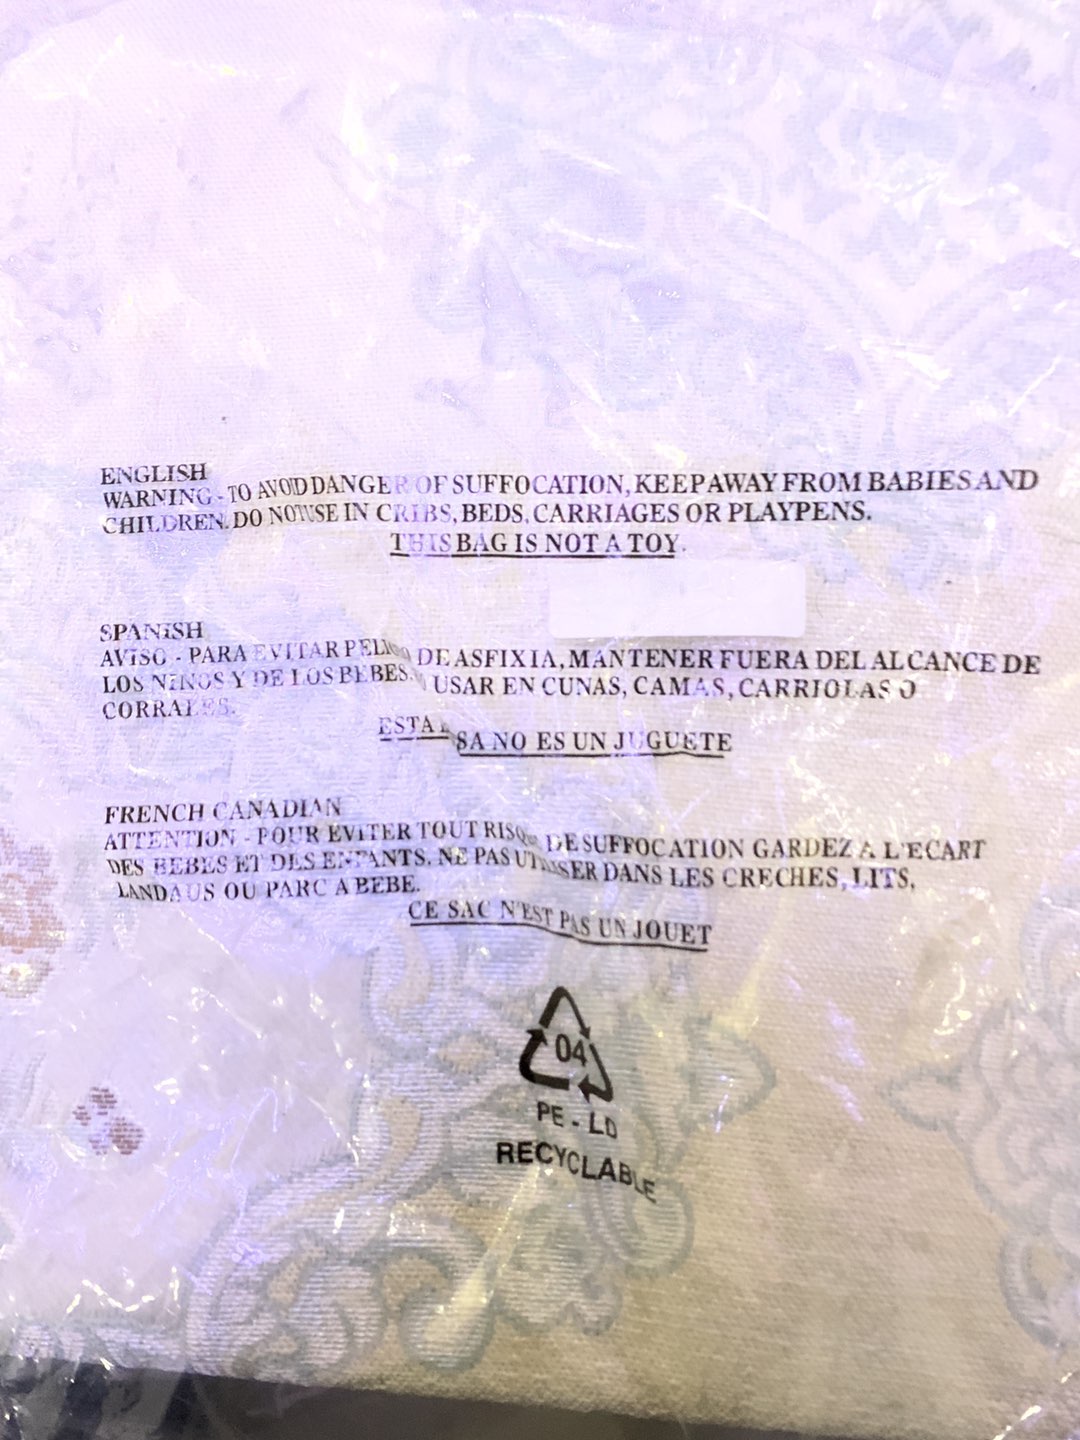 ENGLISH
WARNING - TO AVOID DANGER OF SUFFOCATION, KEEP AWAY FROM BABIES AND
CHILDREN. DO NOT USE IN CRIBS, BEDS, CARRIAGES OR PLAYPENS.
THIS BAG IS NOT A TOY.
SPANISH
AVISO - PARA EVITAR DE ASFIXIA, MANTENER FUERA DEL ALCANCE DE
LOS NINOS Y DE LOS BEBES. USAR EN CUNAS, CAMAS, CARRIOLAS O
CORRALES.
ESTA NO ES UN JUGUETE
FRENCH CANADIAN
ATTENTION - POUR EVITER TOUT DE SUFFOCATION GARDEZ A L'ECART
DES BEBES ET DES ENFANTS. NE PAS UTILISER DANS LES CRECHES, LITS,
LANDAUS OU PARC A BEBE.
CE SAC N'EST PAS UN JOUET
04
PE - LD
RECYCLABLE